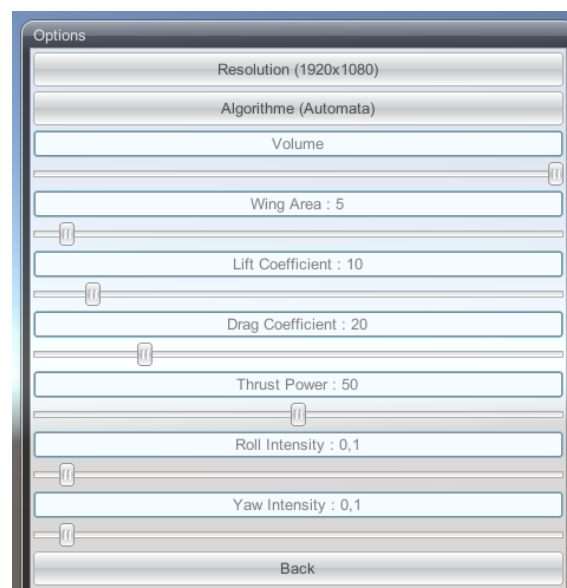 Options
Resolution (1920x1080)
Algorithme (Automata)
Volume
Wing Area : 5
Lift Coefficient : 10
Drag Coefficient : 20
Thrust Power : 50
Roll Intensity : 0,1
Yaw Intensity : 0,1
Back